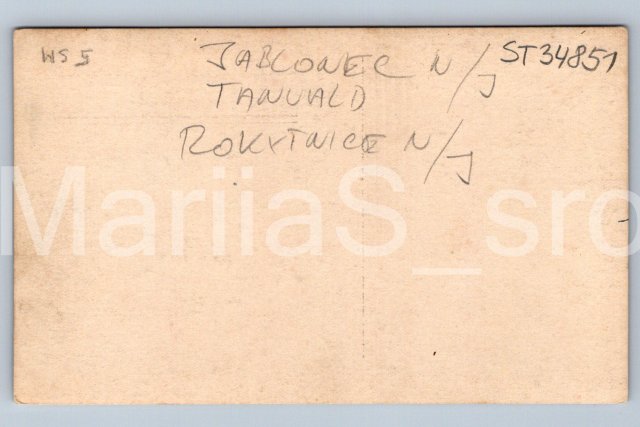 WS 5
JABLONEC N/J
ST34851
TANVALD
ROKYTNICE N/J
MariiaS_sro